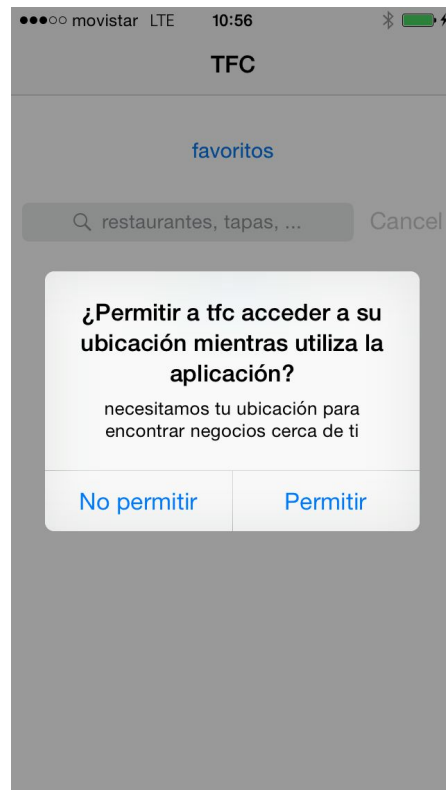 movistar LTE 10:56
TFC
favoritos
restaurantes, tapas, ... Cancel
¿Permitir a tfc acceder a su
ubicación mientras utiliza la
aplicación?
necesitamos tu ubicación para
encontrar negocios cerca de ti
No permitir Permitir